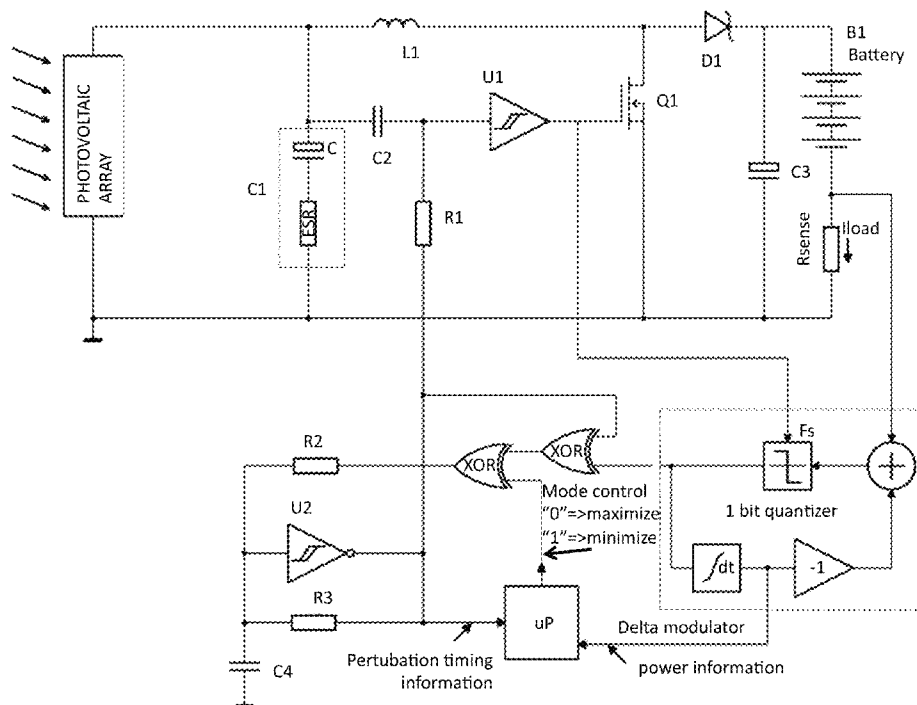 B1
Battery
L1
D1
U1
Q1
PHOTOVOLTAIC
ARRAY
C
C2
C1
C3
ESR
R1
Rsense
Iload
R2
Fs
XOR
XOR
Mode control
"0"=>maximize
"1"=>minimize
1 bit quantizer
U2
∫dt
-1
R3
uP
Delta modulator
C4
Pertubation timing
information
power information